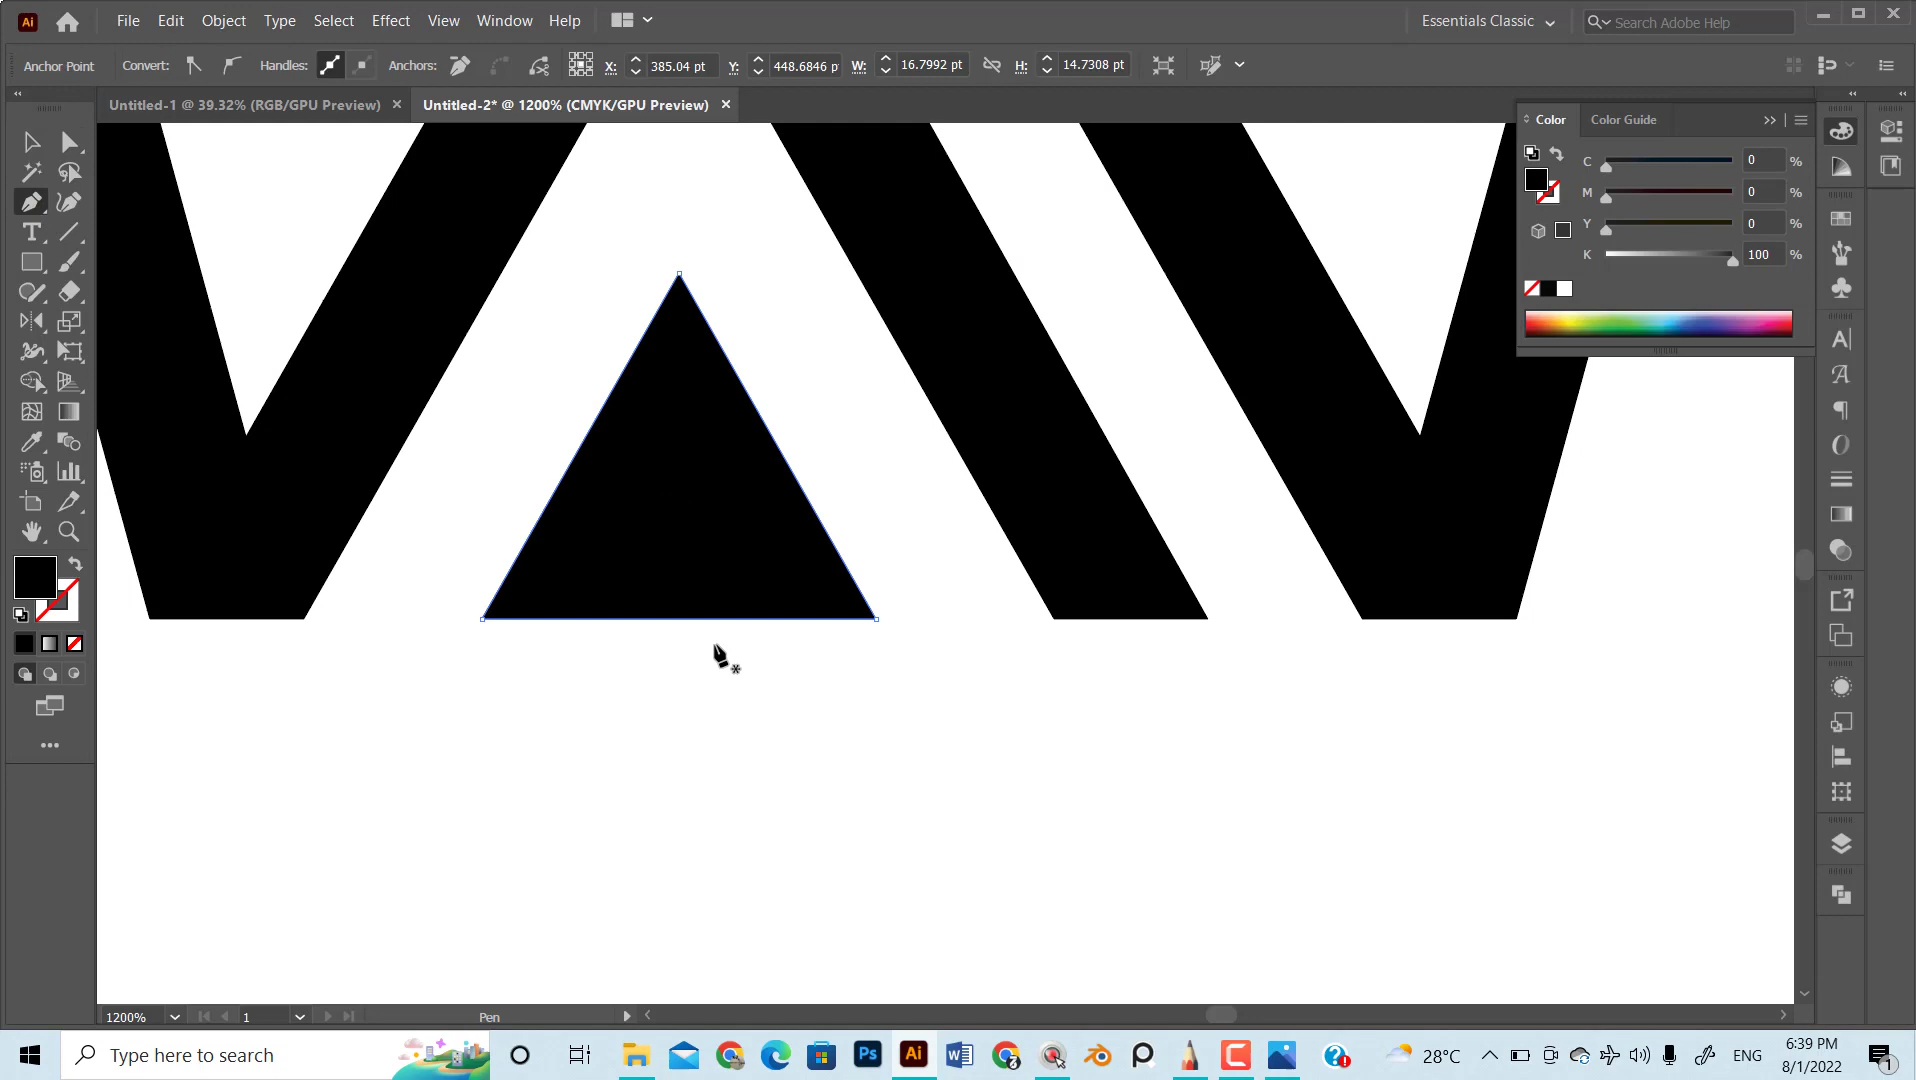 Ai File Edit Object Type Select Effect View Window Help Essentials Classic Search Adobe Help
Anchor Point Convert: Handles: Anchors: X: 385.04 pt Y: 448.6846 p W: 16.7992 pt H: 14.7308 pt
Untitled-1 @ 39.32% (RGB/GPU Preview) × Untitled-2* @ 1200% (CMYK/GPU Preview) ×
Color Color Guide
C 0 %
M 0 %
Y 0 %
K 100 %
1200% 1 Pen
Type here to search Ps Ai 28°C ENG 6:39 PM
8/1/2022 1